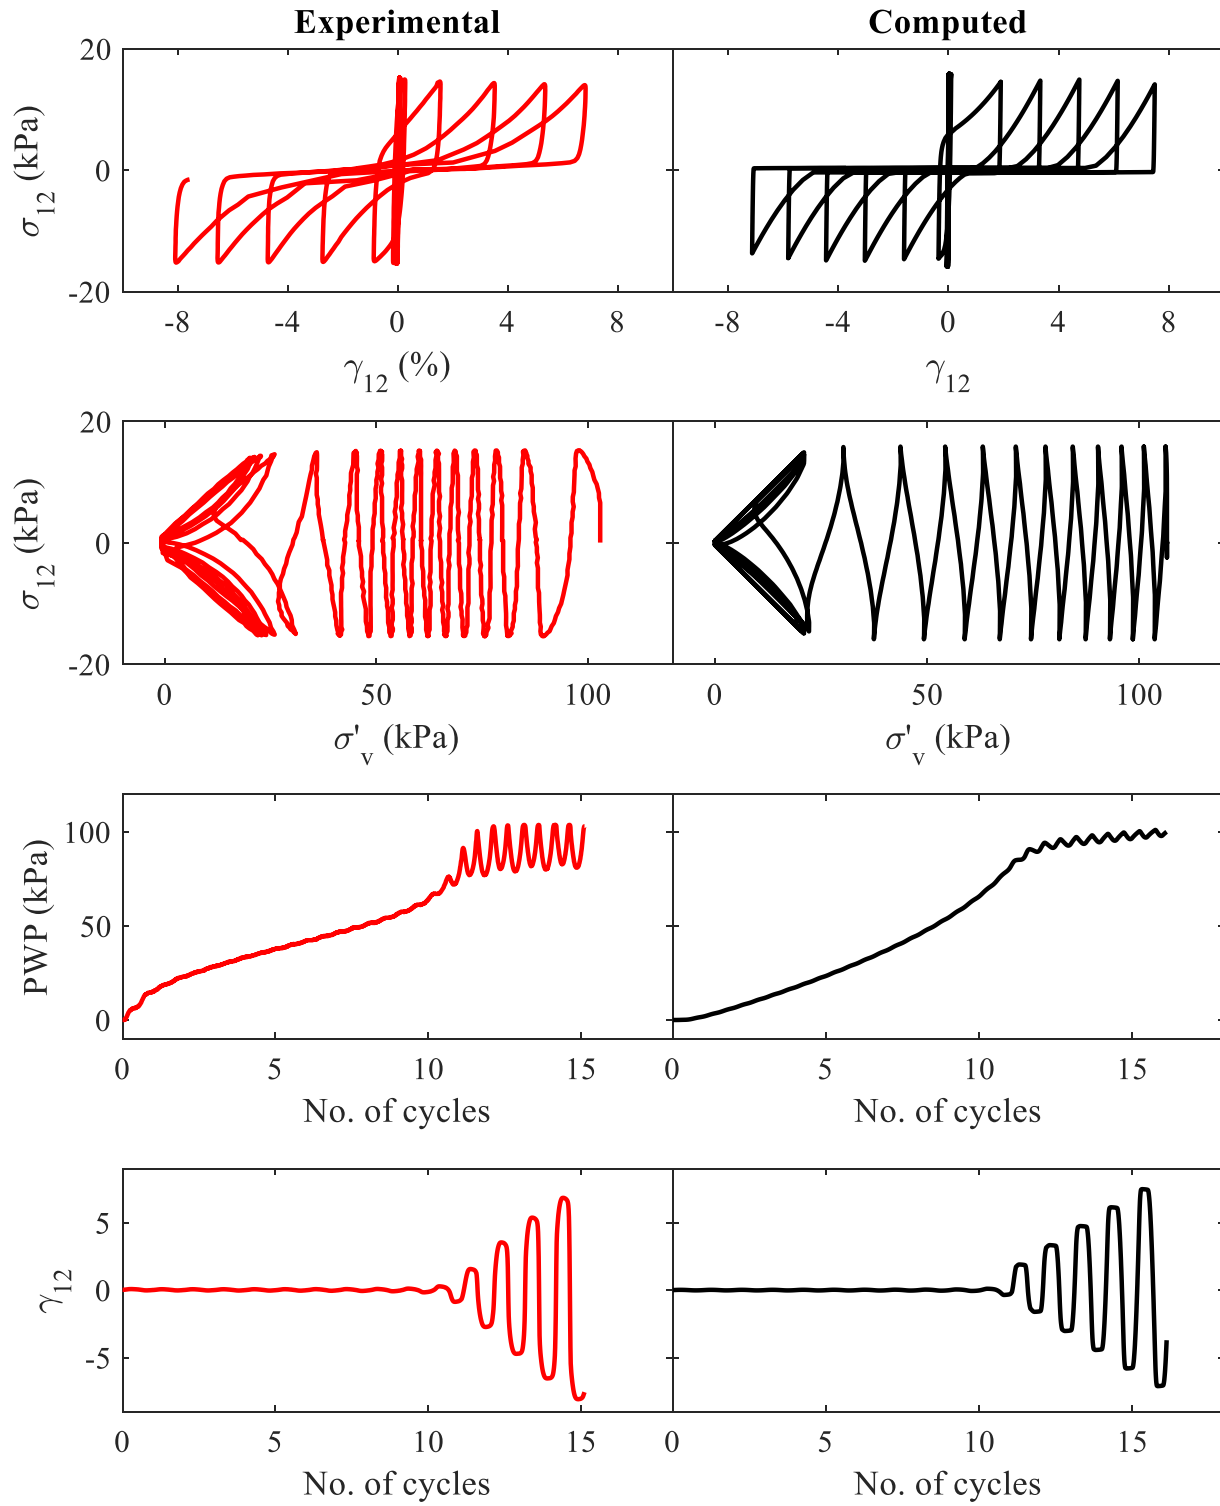 Experimental Computed
20
0
-20
σ12 (kPa)
-8 -4 0 4 8 -8 -4 0 4 8
γ12 (%) γ12
20
0
-20
σ12 (kPa)
0 50 100 0 50 100
σ'v (kPa) σ'v (kPa)
100
50
0
PWP (kPa)
0 5 10 15 0 5 10 15
No. of cycles No. of cycles
5
0
-5
γ12
0 5 10 15 0 5 10 15
No. of cycles No. of cycles